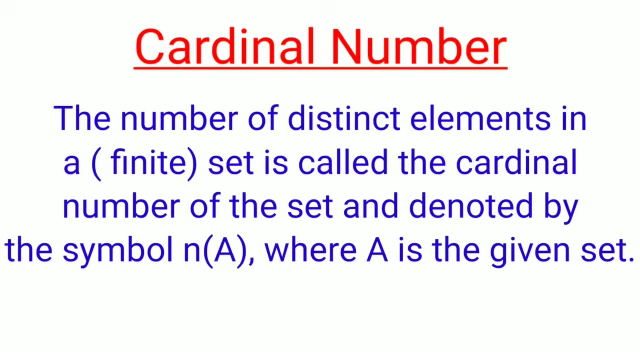 Cardinal Number
The number of distinct elements in
a ( finite) set is called the cardinal
number of the set and denoted by
the symbol n(A), where A is the given set.